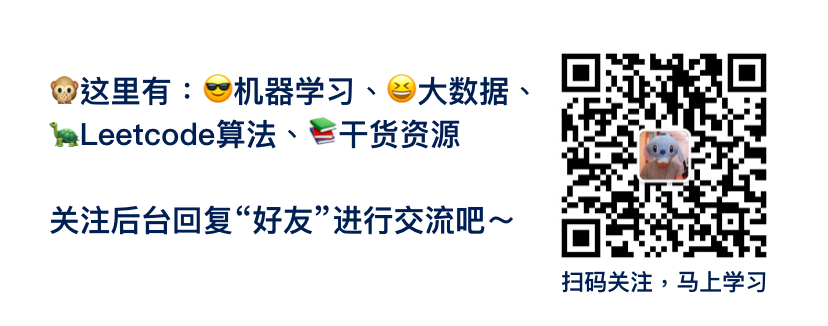 🙊这里有：😎机器学习、😆大数据、
🐢Leetcode算法、📚干货资源
关注后台回复“好友”进行交流吧～
扫码关注，马上学习